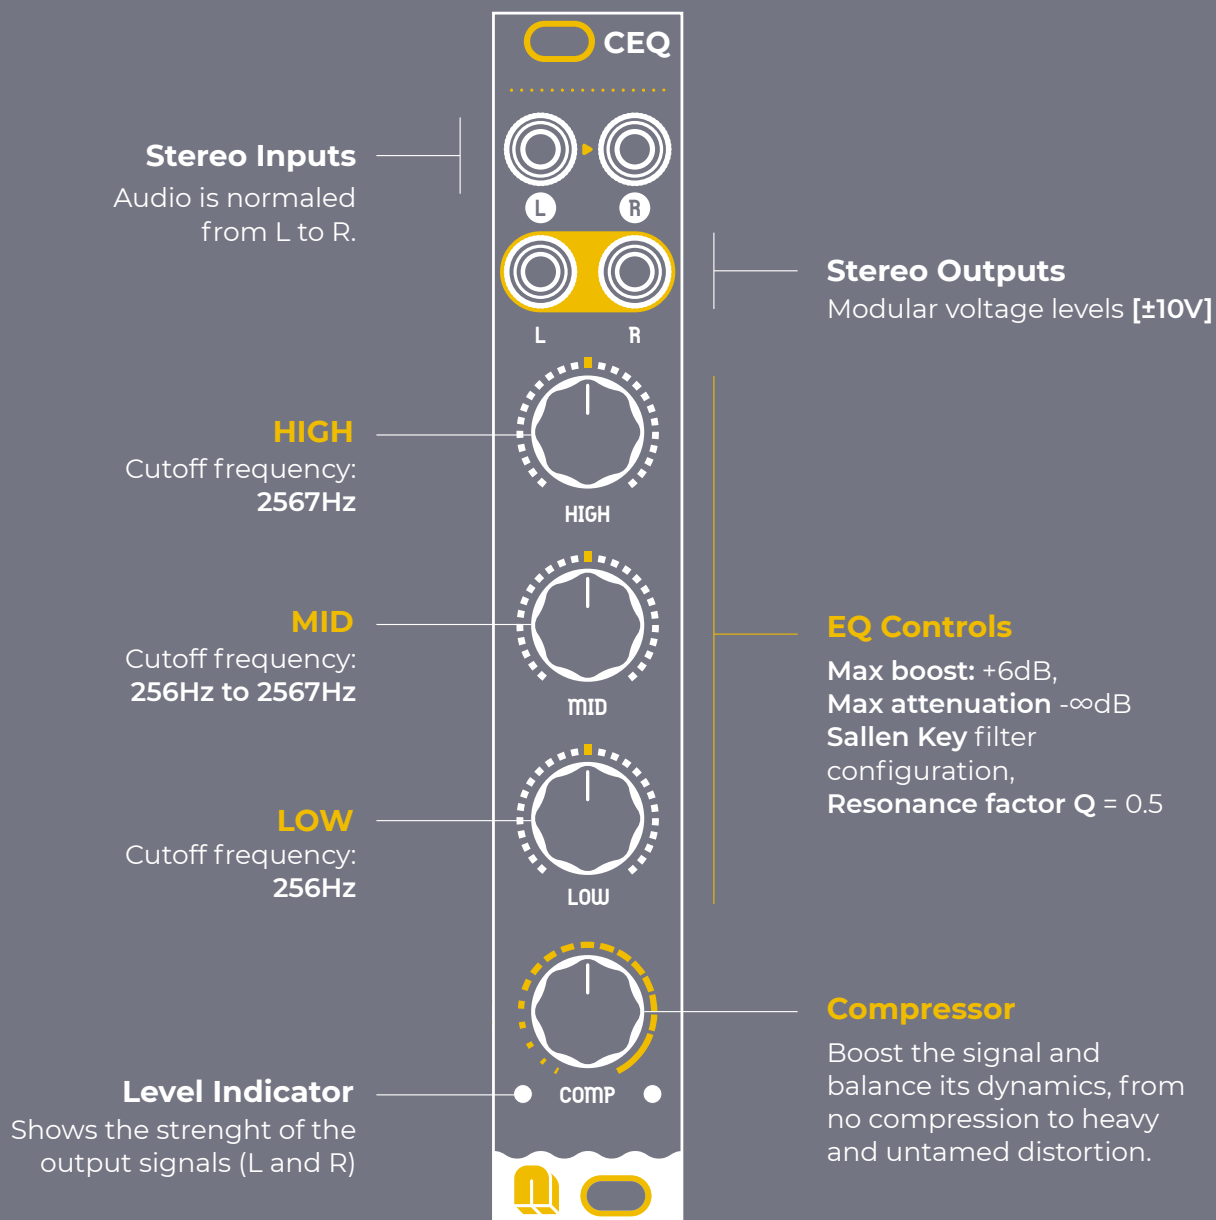 CEQ
Stereo Inputs
Audio is normaled
from L to R.
L R
Stereo Outputs
Modular voltage levels [±10V]
L R
HIGH
Cutoff frequency:
2567Hz
HIGH
MID
Cutoff frequency:
256Hz to 2567Hz
MID
EQ Controls
Max boost: +6dB,
Max attenuation -∞dB
Sallen Key filter
configuration,
Resonance factor Q = 0.5
LOW
Cutoff frequency:
256Hz
LOW
Compressor
Boost the signal and
balance its dynamics, from
no compression to heavy
and untamed distortion.
Level Indicator
Shows the strenght of the
output signals (L and R)
COMP